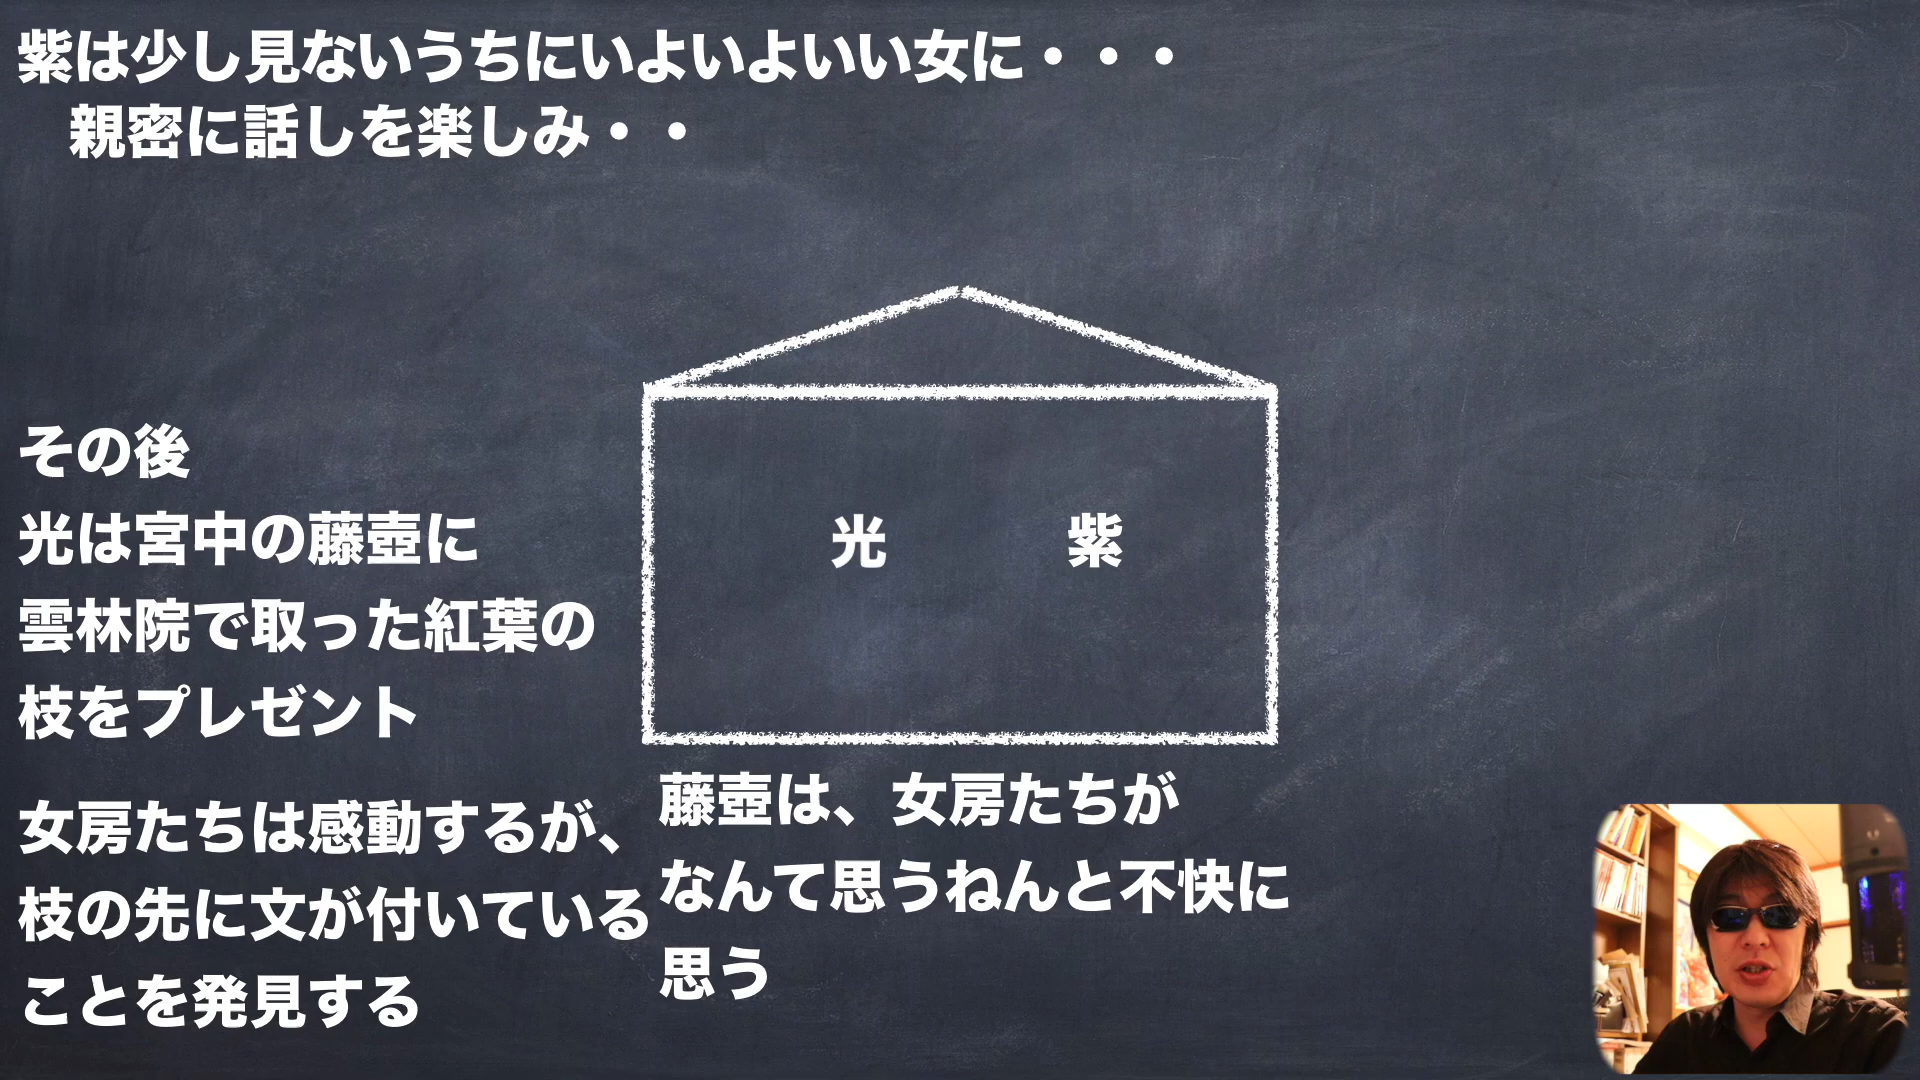 紫は少し見ないうちにいよいよいい女に・・・
親密に話しを楽しみ・・
光 紫
その後
光は宮中の藤壺に
雲林院で取った紅葉の
枝をプレゼント
女房たちは感動するが、
枝の先に文が付いている
ことを発見する
藤壺は、女房たちが
なんて思うねんと不快に
思う